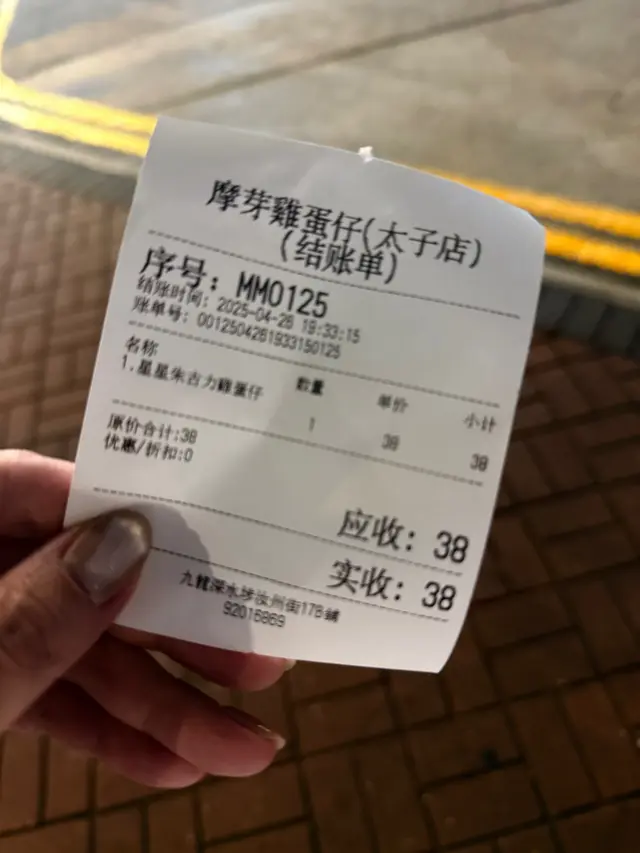 摩芽雞蛋仔(太子店)
(结账单)
序号: MM0125
结账时间: 2025-04-26 19:33:15
账单号: 0012504261933150125
名称 数量 单价 小计
1.星星朱古力雞蛋仔 1 38 38
原价合计:38
优惠/折扣:0
应收: 38
实收: 38
九龍深水埗汝州街17B鋪
92016869